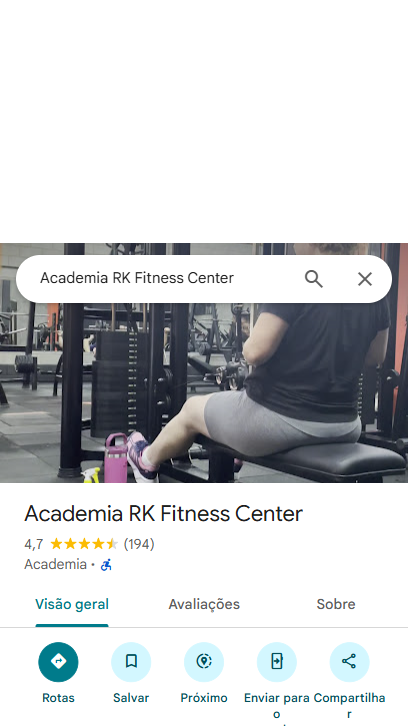 Academia RK Fitness Center
Academia RK Fitness Center
4,7 (194)
Academia ·
Visão geral Avaliações Sobre
Rotas Salvar Próximo Enviar para o Compartilhar